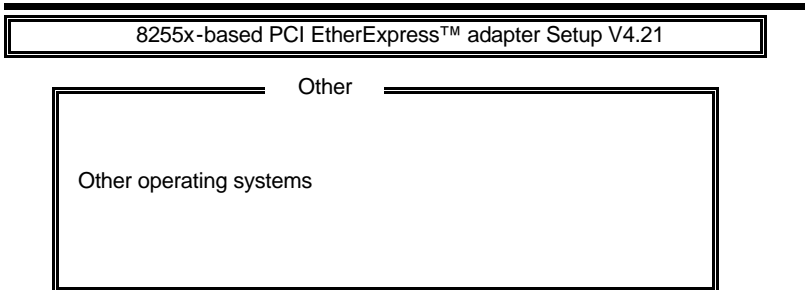 8255x-based PCI EtherExpress™ adapter Setup V4.21
Other
Other operating systems